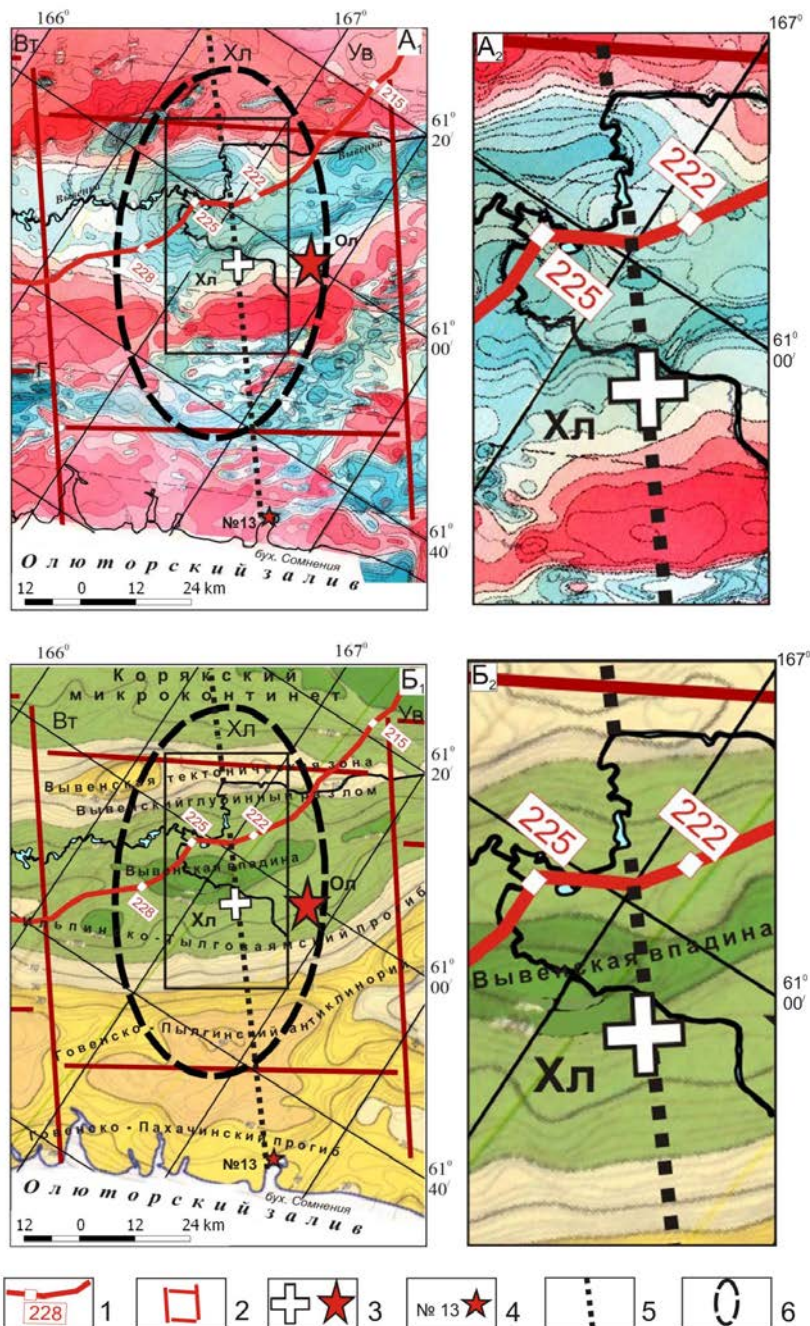 166°
167°
167°
Вт
Хл
Ув
А₁
А₂
215
61°
20'
Вывенка
Вывенка
222
225
222
Ол
225
228
Хл
61°
00'
61°
00'
Хл
Г
№13
61°
40'
бух. Сомнения
Олюторский залив
12 0 12 24 km
166°
167°
167°
Корякский
микроконтинет
Б₁
Б₂
Вт
Хл
Ув
215
61°
20'
Вывенская тектоническая зона
Вывенский глубинный разлом
222
225
225
222
Вывенская впадина
Ол
228
Хл
Вывенская впадина
Ильпинско-Пылговаямский прогиб
61°
00'
61°
00'
Хл
Говенско-Пылгинский антиклинорий
Говенско-Пахачинский прогиб
№13
61°
40'
бух. Сомнения
Олюторский залив
12 0 12 24 km
228 1
2
3
№ 13 4
5
6